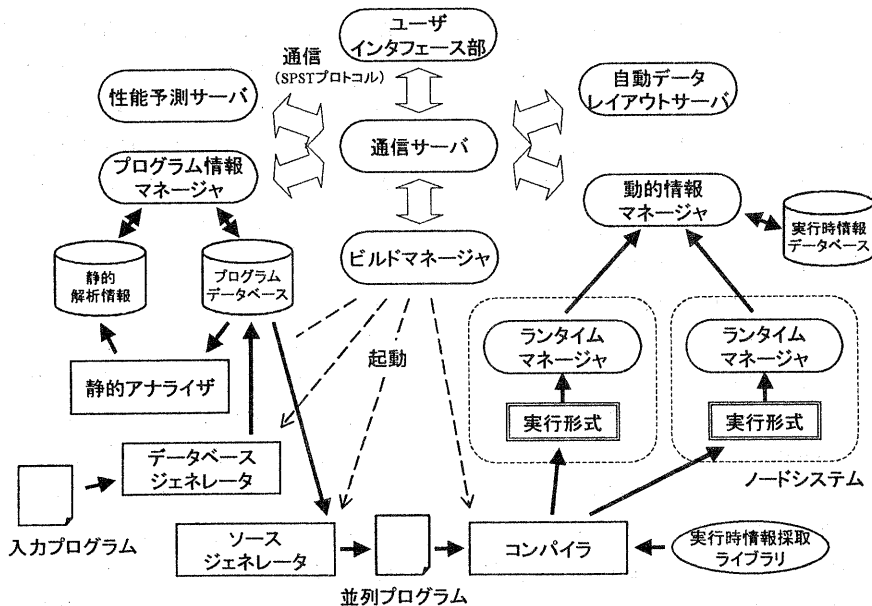 ユーザ
インタフェース部
通信
(SPSTプロトコル)
性能予測サーバ
自動データ
レイアウトサーバ
通信サーバ
プログラム情報
マネージャ
動的情報
マネージャ
実行時情報
データベース
ビルドマネージャ
静的
解析情報
プログラム
データベース
ランタイム
マネージャ
ランタイム
マネージャ
起動
静的アナライザ
実行形式
実行形式
データベース
ジェネレータ
ノードシステム
入力プログラム
ソース
ジェネレータ
コンパイラ
実行時情報採取
ライブラリ
並列プログラム